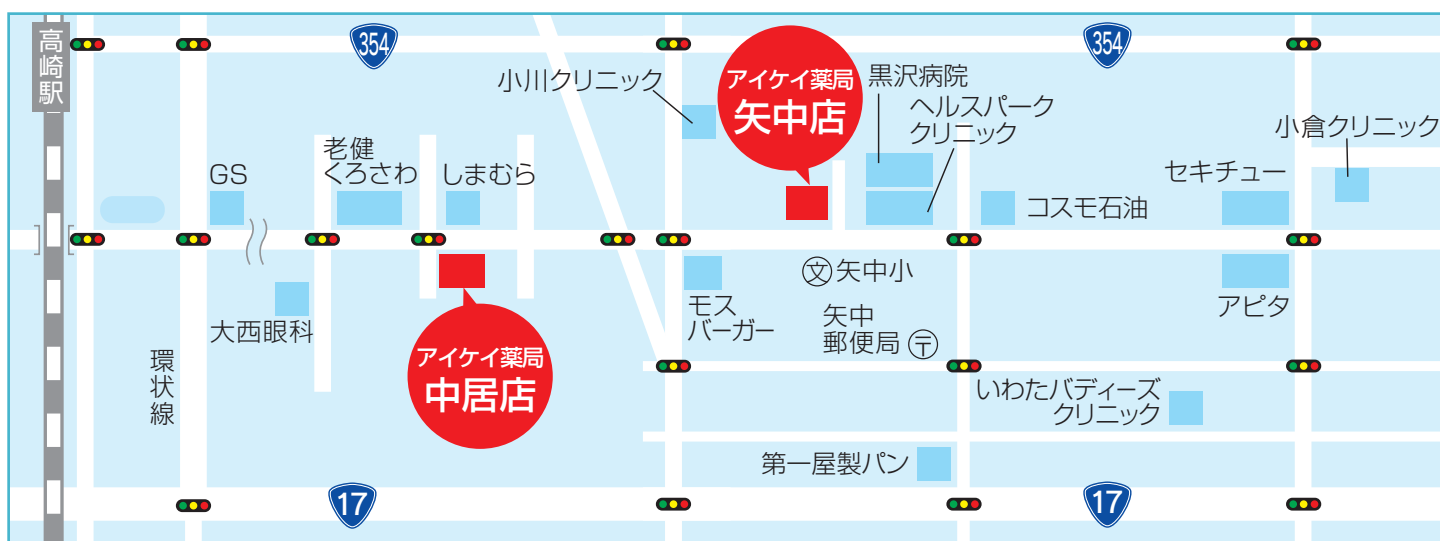 高崎駅
354
354
小川クリニック
アイケイ薬局
矢中店
黒沢病院
ヘルスパーク
クリニック
小倉クリニック
GS
老健
くろさわ
しまむら
コスモ石油
セキチュー
大西眼科
環状線
アイケイ薬局
中居店
モス
バーガー
文矢中小
矢中
郵便局〒
アピタ
いわたバディーズ
クリニック
第一屋製パン
17
17